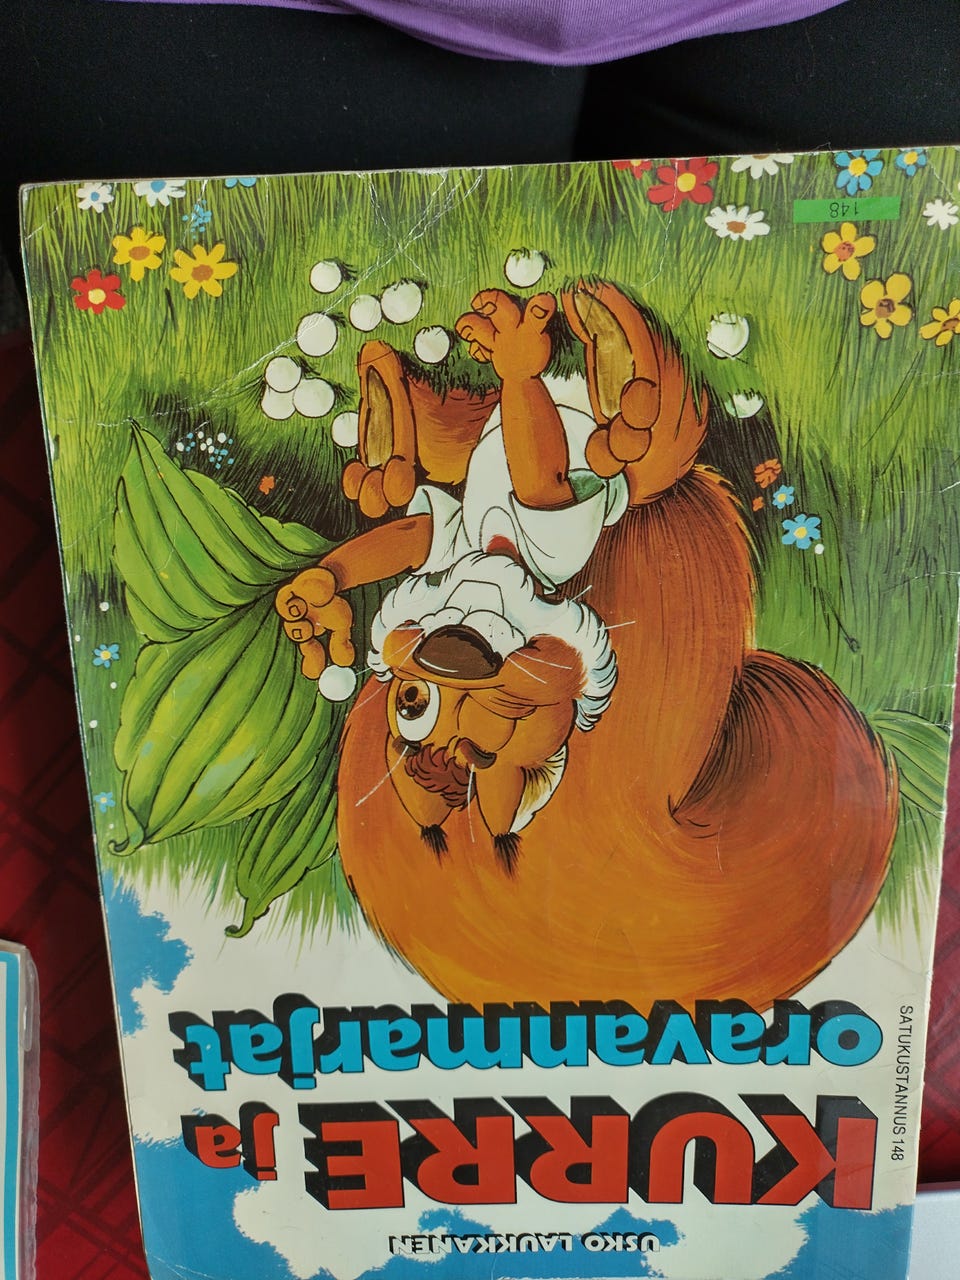 USKO LAUKKANEN
KURRE ja
oravanmarjat
SATUKUSTANNUS 148
148